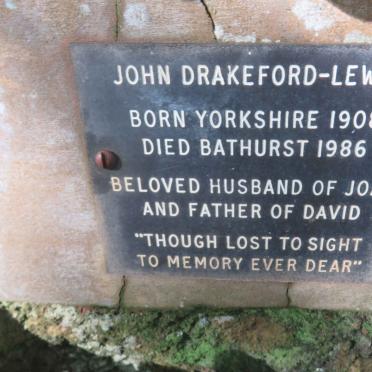 JOHN DRAKEFORD-LEW
BORN YORKSHIRE 1908
DIED BATHURST 1986
BELOVED HUSBAND OF
AND FATHER OF DAVID
"THOUGH LOST TO SIGHT
TO MEMORY EVER DEAR"